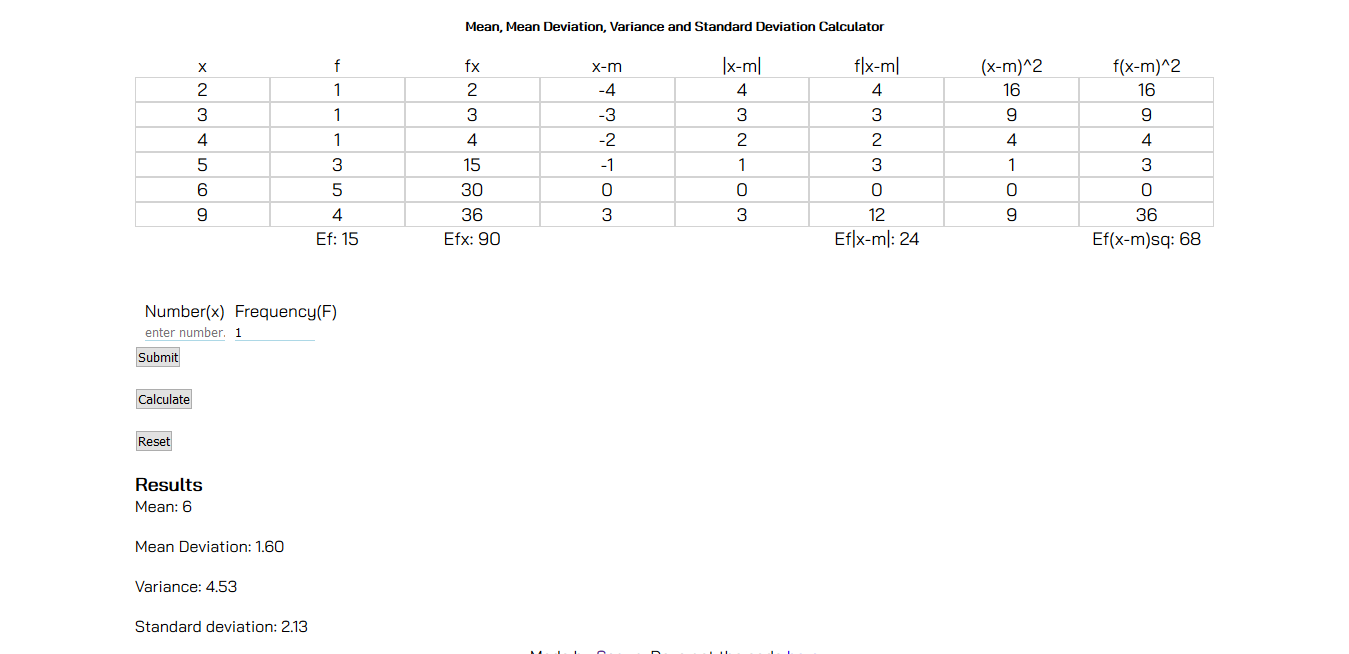 Mean, Mean Deviation, Variance and Standard Deviation Calculator
x f fx x-m |x-m| f|x-m| (x-m)^2 f(x-m)^2
2 1 2 -4 4 4 16 16
3 1 3 -3 3 3 9 9
4 1 4 -2 2 2 4 4
5 3 15 -1 1 3 1 3
6 5 30 0 0 0 0 0
9 4 36 3 3 12 9 36
Ef: 15 Efx: 90 Ef|x-m|: 24 Ef(x-m)sq: 68
Number(x) Frequency(F)
enter number. 1
Submit
Calculate
Reset
Results
Mean: 6
Mean Deviation: 1.60
Variance: 4.53
Standard deviation: 2.13